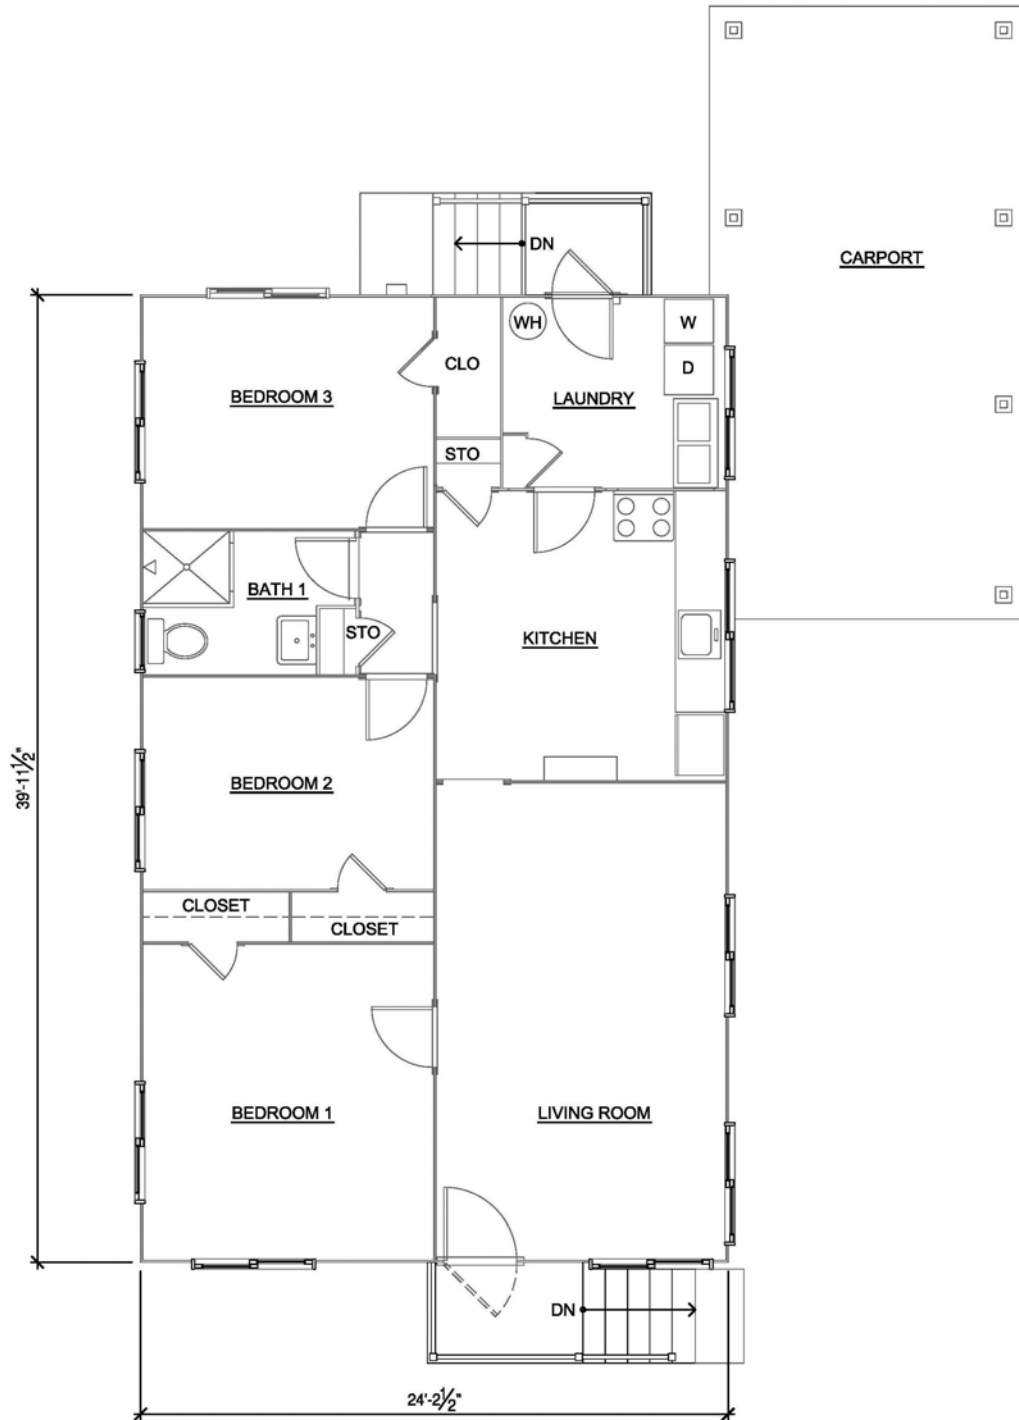 CARPORT
DN
WH
W
CLO
D
BEDROOM 3
LAUNDRY
STO
BATH 1
STO
KITCHEN
39'-11½"
BEDROOM 2
CLOSET
CLOSET
BEDROOM 1
LIVING ROOM
DN
24'-2½"